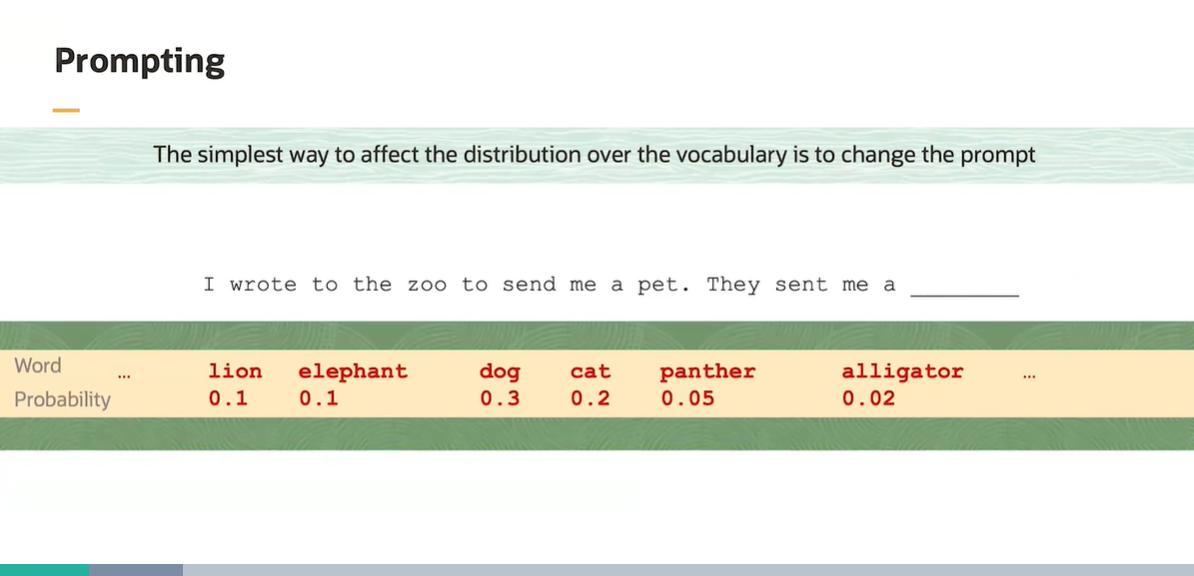 Prompting
The simplest way to affect the distribution over the vocabulary is to change the prompt
I wrote to the zoo to send me a pet. They sent me a ________
Word ... lion elephant dog cat panther alligator ...
Probability 0.1 0.1 0.3 0.2 0.05 0.02